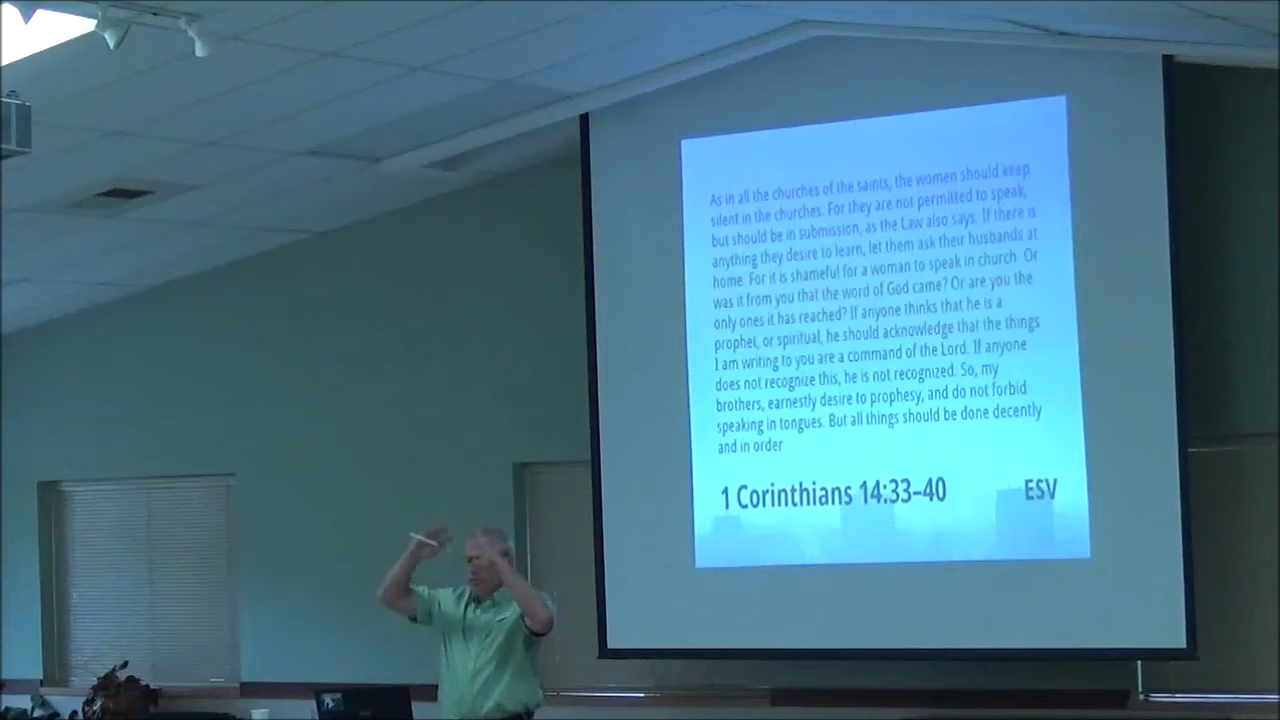 As in all the churches of the saints, the women should keep
silent in the churches. For they are not permitted to speak,
but should be in submission, as the Law also says. If there is
anything they desire to learn, let them ask their husbands at
home. For it is shameful for a woman to speak in church. Or
was it from you that the word of God came? Or are you the
only ones it has reached? If anyone thinks that he is a
prophet, or spiritual, he should acknowledge that the things
I am writing to you are a command of the Lord. If anyone
does not recognize this, he is not recognized. So, my
brothers, earnestly desire to prophesy, and do not forbid
speaking in tongues. But all things should be done decently
and in order
1 Corinthians 14:33–40 ESV